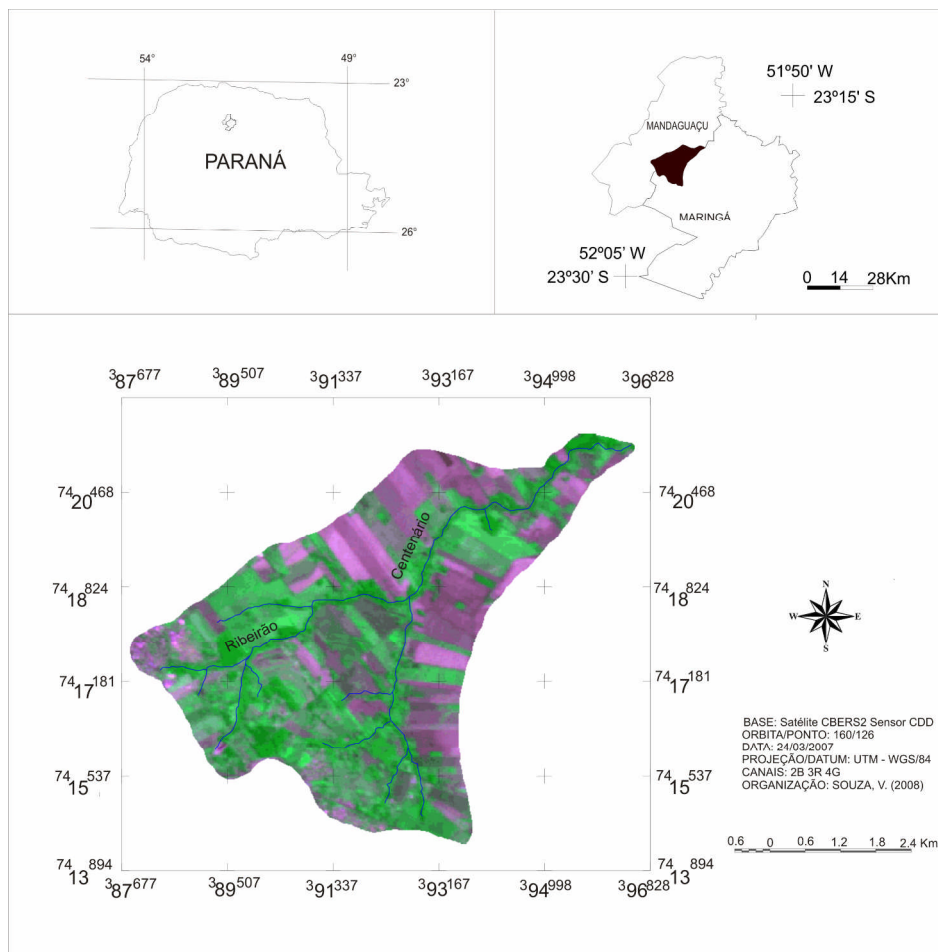 54°
49°
23°
PARANÁ
26°
51º50' W
23º15' S
MANDAGUAÇU
MARINGÁ
52º05' W
23º30' S
0 14 28Km
387677 389507 391337 393167 394998 396828
7420468 7420468
Centenário
7418824 7418824
Ribeirão
N
W E
S
7417181 7417181
BASE: Satélite CBERS2 Sensor CDD
ORBITA/PONTO: 160/126
DATA: 24/03/2007
PROJEÇÃO/DATUM: UTM - WGS/84
CANAIS: 2B 3R 4G
ORGANIZAÇÃO: SOUZA, V. (2008)
7415537 7415537
0.6 0 0.6 1.2 1.8 2.4 Km
7413894 7413894
387677 389507 391337 393167 394998 396828